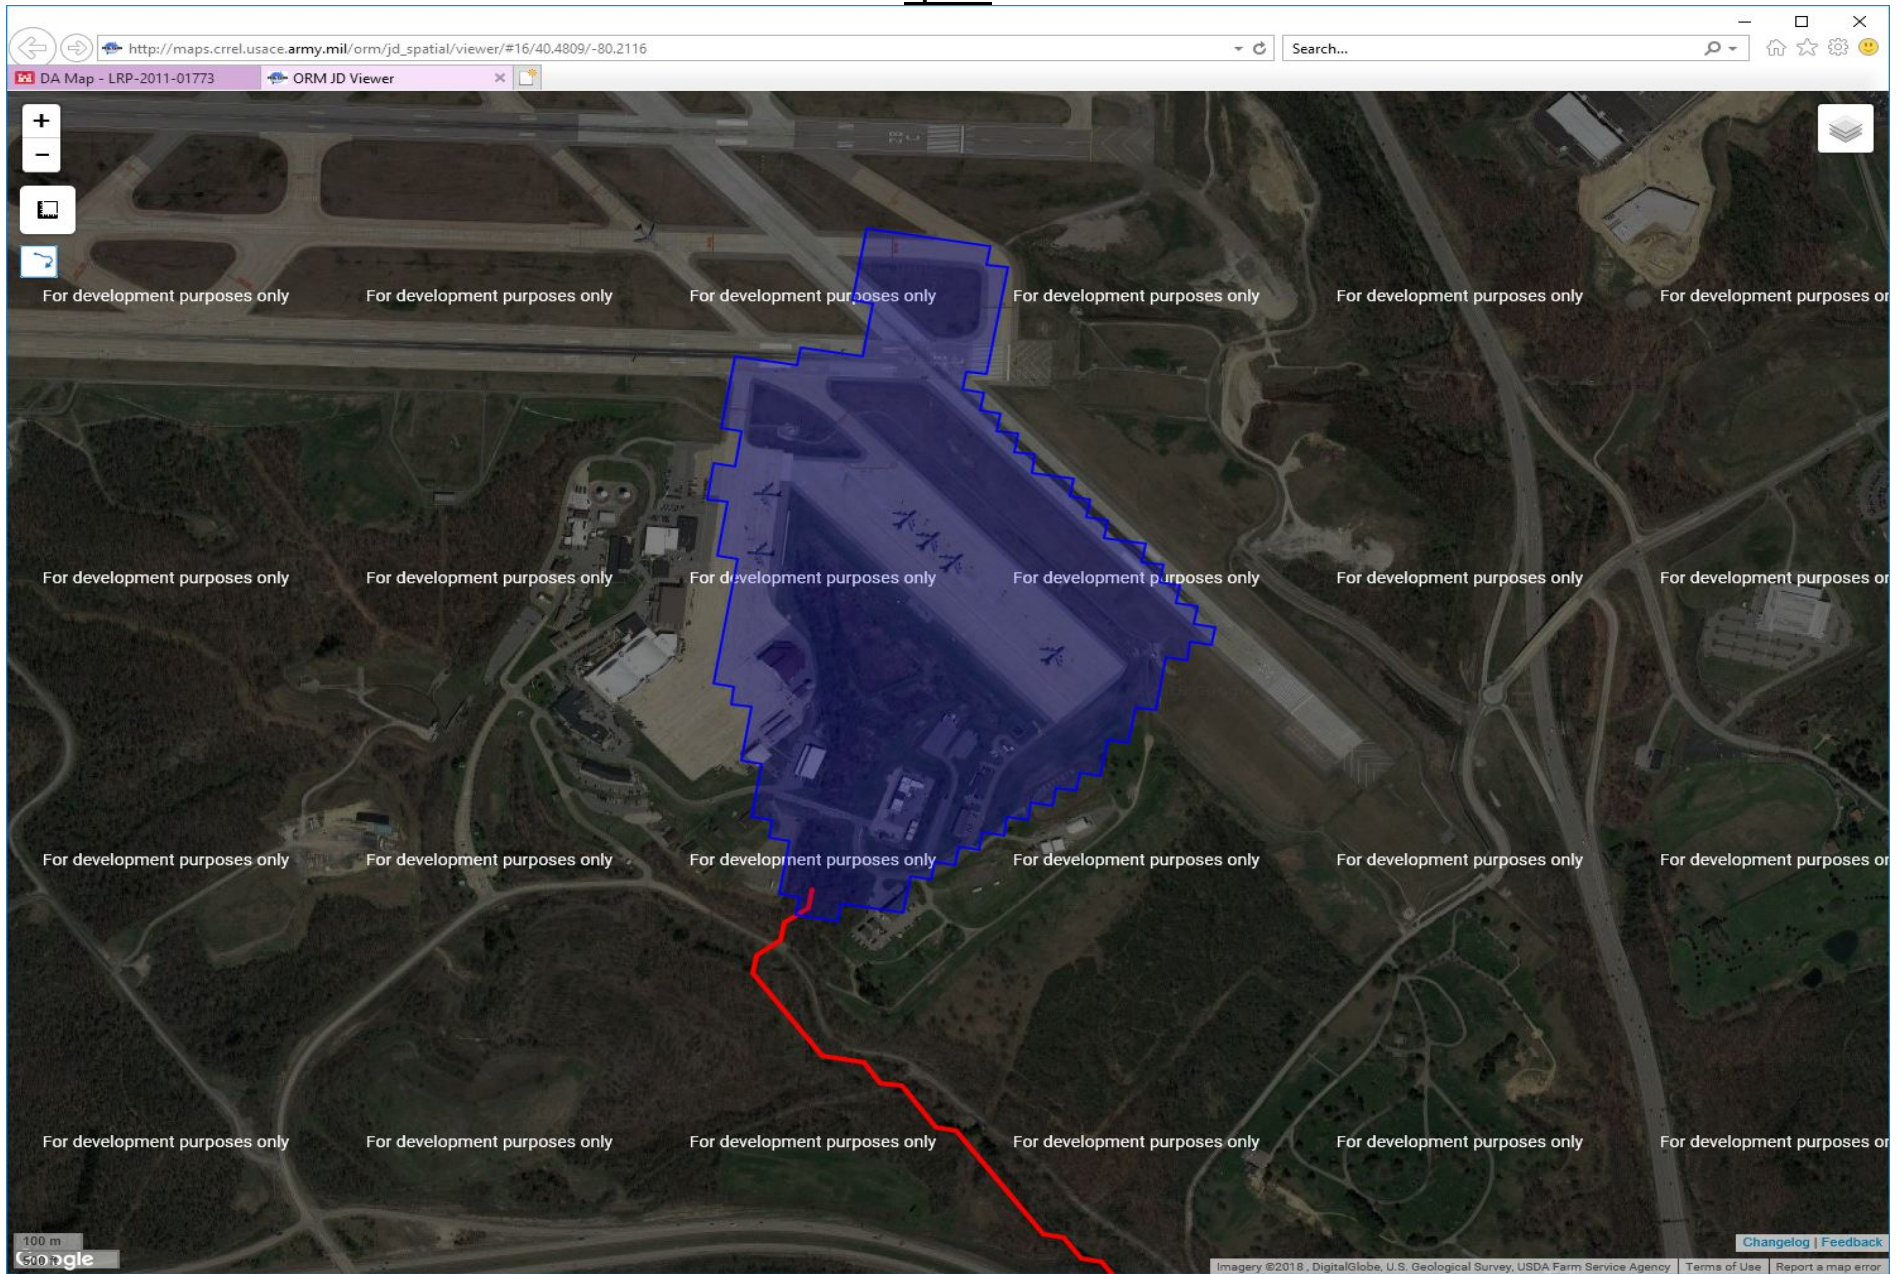 http://maps.crrel.usace.army.mil/orm/jd_spatial/viewer/#16/40.4809/-80.2116
Search...
DA Map - LRP-2011-01773
ORM JD Viewer
+
−
For development purposes only For development purposes only For development purposes only For development purposes only For development purposes only For development purposes or
For development purposes only For development purposes only For development purposes only For development purposes only For development purposes only For development purposes or
For development purposes only For development purposes only For development purposes only For development purposes only For development purposes only For development purposes or
For development purposes only For development purposes only For development purposes only For development purposes only For development purposes only For development purposes or
100 m
Google
Changelog | Feedback
Imagery ©2018 , DigitalGlobe, U.S. Geological Survey, USDA Farm Service Agency
Terms of Use
Report a map error